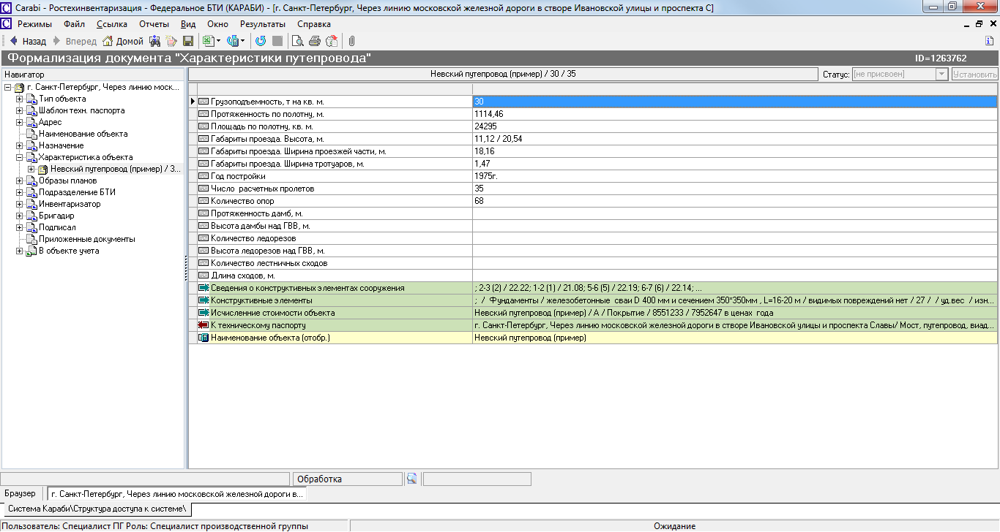 Carabi - Ростехинвентаризация - Федеральное БТИ (КАРАБИ) - [г. Санкт-Петербург, Через линию московской железной дороги в створе Ивановской улицы и проспекта С]
Режимы Файл Ссылка Отчеты Вид Окно Результаты Справка
Назад Вперед Домой
Формализация документа "Характеристики путепровода" ID=1263762
Навигатор
г. Санкт-Петербург, Через линию моск...
Тип объекта
Шаблон техн. паспорта
Адрес
Наименование объекта
Назначение
Характеристика объекта
Невский путепровод (пример) / 3...
Образы планов
Подразделение БТИ
Инвентаризатор
Бригадир
Подписал
Приложенные документы
В объекте учета
Невский путепровод (пример) / 30 / 35 Статус: [не присвоен] Установить
Грузоподъемность, т на кв. м. 30
Протяженность по полотну, м. 1114,46
Площадь по полотну, кв. м. 24295
Габариты проезда. Высота, м. 11,12 / 20,54
Габариты проезда. Ширина проезжей части, м. 18,16
Габариты проезда. Ширина тротуаров, м. 1,47
Год постройки 1975г.
Число расчетных пролетов 35
Количество опор 68
Протяженность дамб, м.
Высота дамбы над ГВВ, м.
Количество ледорезов
Высота ледорезов над ГВВ, м.
Количество лестничных сходов
Длина сходов, м.
Сведения о конструктивных элементах сооружения ; 2-3 (2) / 22.22; 1-2 (1) / 21.08; 5-6 (5) / 22.19; 6-7 (6) / 22.14; ...
Конструктивные элементы ; / Фундаменты / железобетонные сваи D 400 мм и сечением 350*350мм , L=16-20 м / видимых повреждений нет / 27 / / уд.вес / изн...
Исчисленние стоимости объекта Невский путепровод (пример) / А / Покрытие / 8551233 / 7952647 в ценах года
К техническому паспорту г. Санкт-Петербург, Через линию московской железной дороги в створе Ивановской улицы и проспекта Славы/ Мост, путепровод, виад...
Наименование объекта (отобр.) Невский путепровод (пример)
Обработка
Браузер г. Санкт-Петербург, Через линию московской железной дороги в...
Система Караби\Структура доступа к системе\
Пользователь: Специалист ПГ Роль: Специалист производственной группы Ожидание